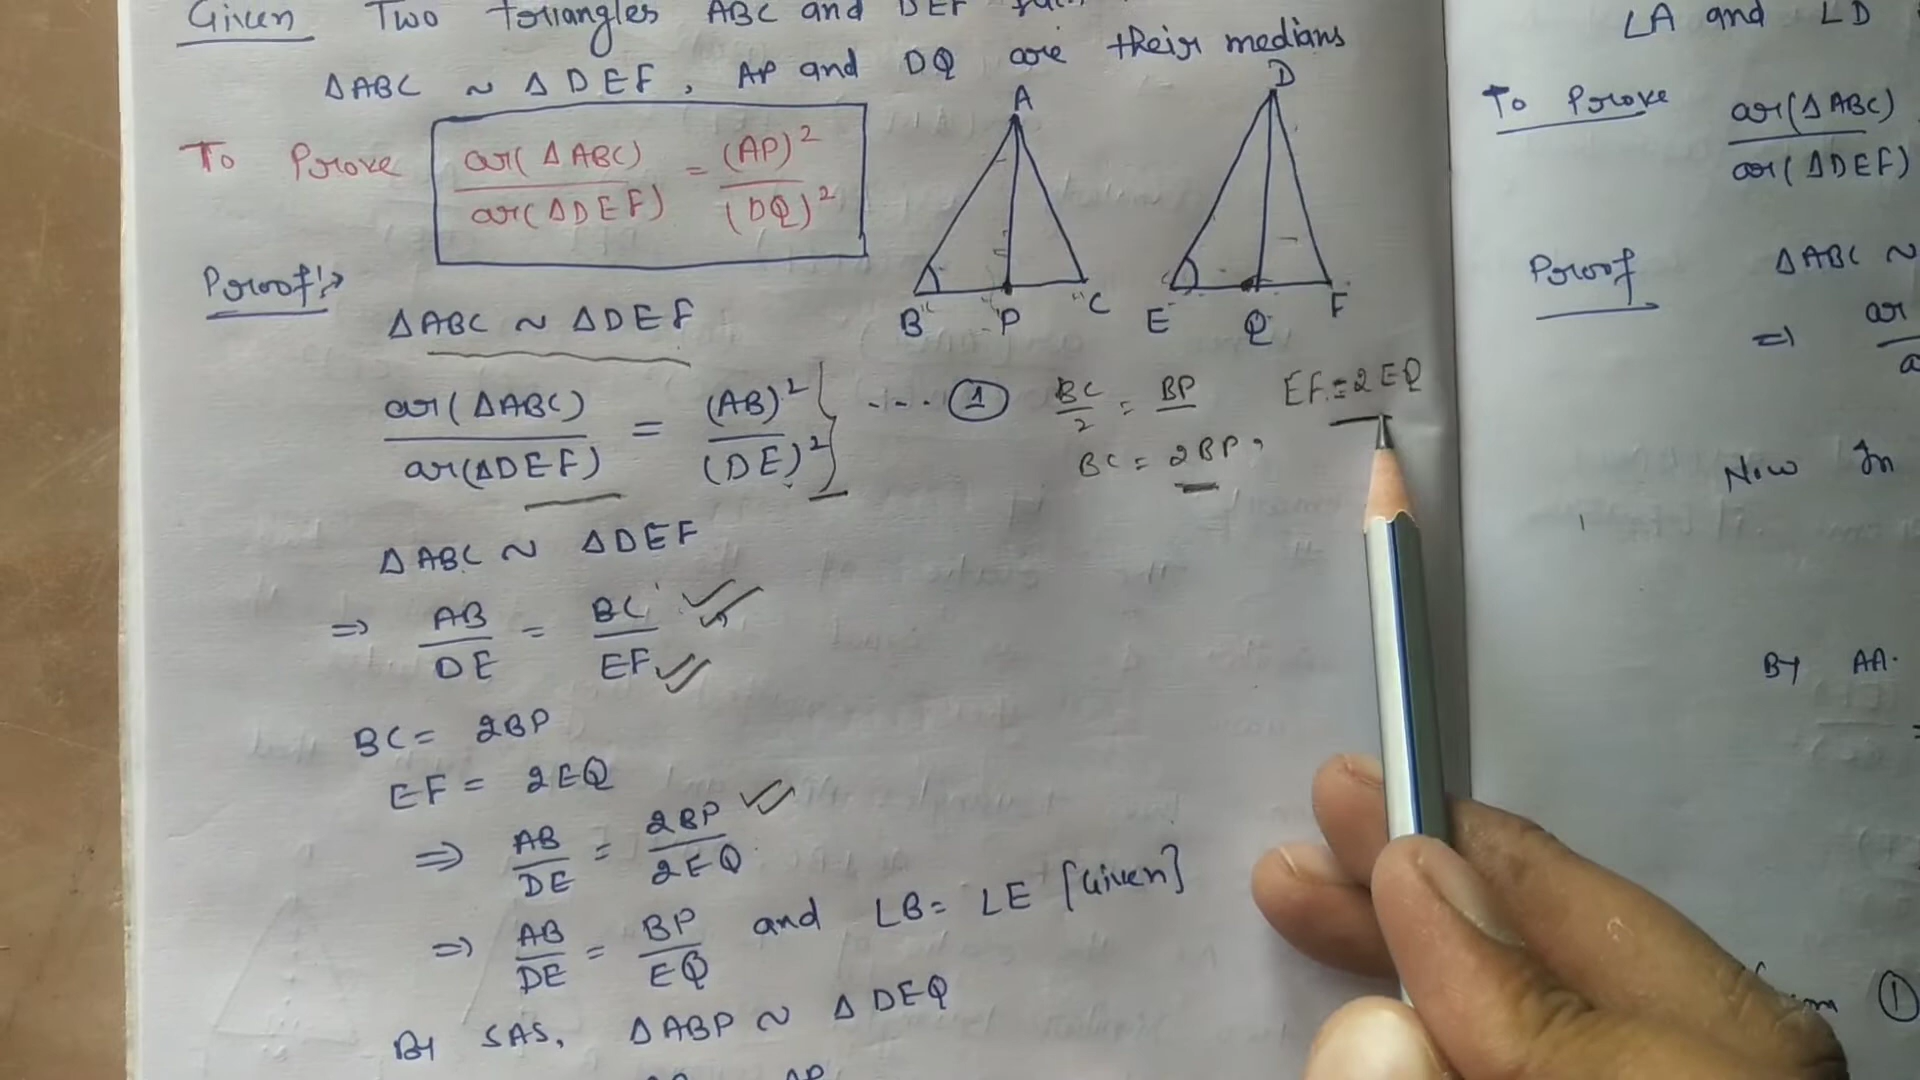 Given Two triangles ABC and DEF
ΔABC ~ ΔDEF, AP and DQ are their medians
To Prove ar(ΔABC)/ar(ΔDEF) = (AP)²/(DQ)²
A
B P C
D
E Q F
Proof:→
ΔABC ~ ΔDEF
ar(ΔABC)/ar(ΔDEF) = (AB)²/(DE)² } ---- ①
BC/2 = BP
BC = 2BP,
EF = 2EQ
ΔABC ~ ΔDEF
⇒ AB/DE = BC/EF
BC = 2BP
EF = 2EQ
⇒ AB/DE = 2BP/2EQ
⇒ AB/DE = BP/EQ and ∠B = ∠E [Given]
By SAS, ΔABP ~ ΔDEQ
AP
∠A and ∠D
To Prove ar(ΔABC)/ar(ΔDEF)
Proof ΔABC ~
⇒ ar
Now In
By AA.
①